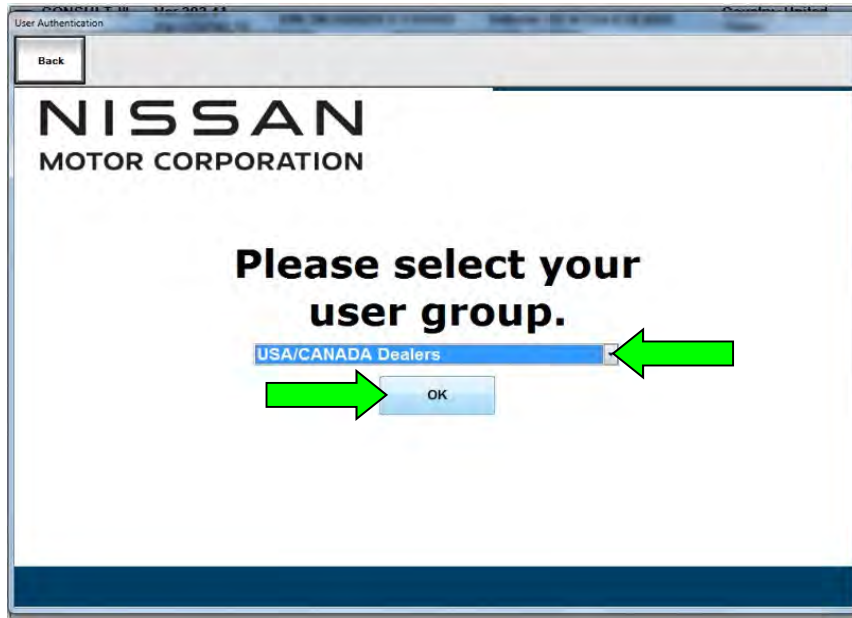 User Authentication
Back
NISSAN
MOTOR CORPORATION
Please select your
user group.
USA/CANADA Dealers
OK